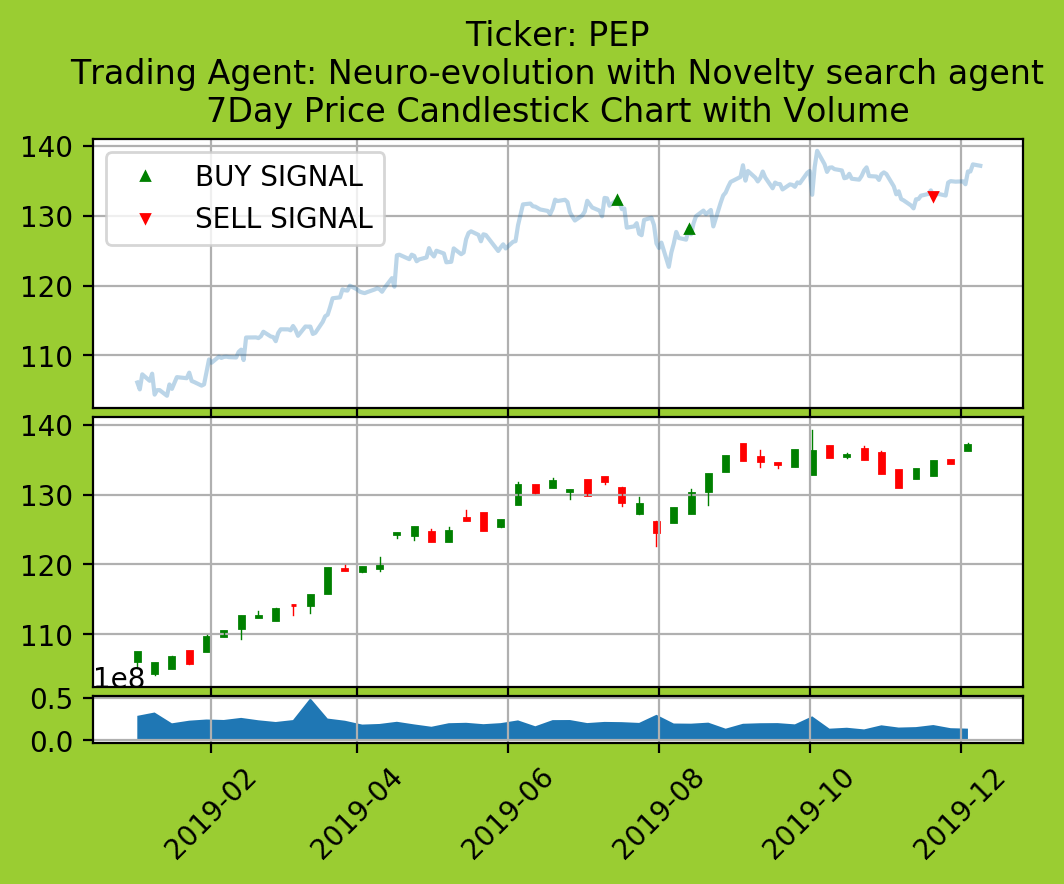 Ticker: PEP
Trading Agent: Neuro-evolution with Novelty search agent
7Day Price Candlestick Chart with Volume
140
130
120
110
BUY SIGNAL
SELL SIGNAL
140
130
120
110
1e8
0.5
0.0
2019-02
2019-04
2019-06
2019-08
2019-10
2019-12